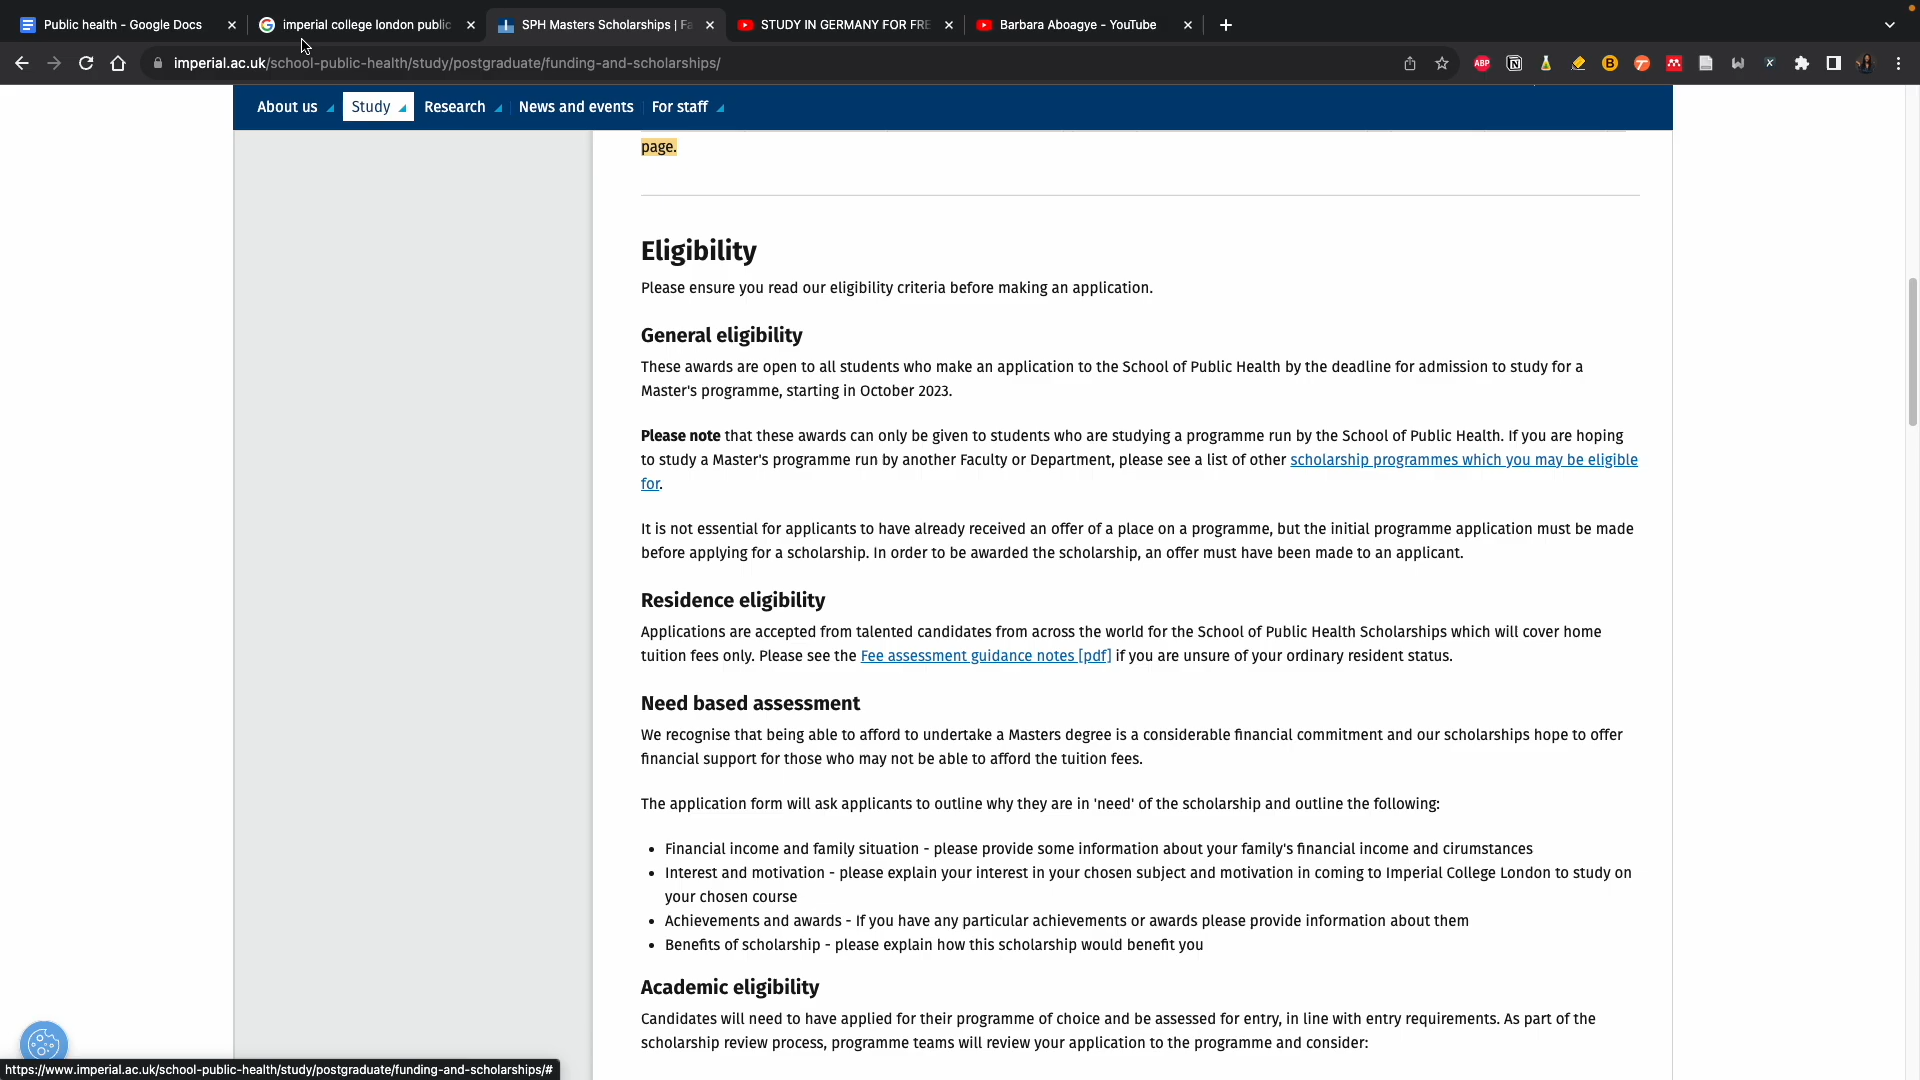 Public health - Google Docs
imperial college london public
SPH Masters Scholarships | Fa
STUDY IN GERMANY FOR FRE
Barbara Aboagye - YouTube
imperial.ac.uk/school-public-health/study/postgraduate/funding-and-scholarships/
ABP
About us
Study
Research
News and events
For staff
page.
Eligibility
Please ensure you read our eligibility criteria before making an application.
General eligibility
These awards are open to all students who make an application to the School of Public Health by the deadline for admission to study for a
Master's programme, starting in October 2023.
Please note that these awards can only be given to students who are studying a programme run by the School of Public Health. If you are hoping
to study a Master's programme run by another Faculty or Department, please see a list of other scholarship programmes which you may be eligible
for.
It is not essential for applicants to have already received an offer of a place on a programme, but the initial programme application must be made
before applying for a scholarship. In order to be awarded the scholarship, an offer must have been made to an applicant.
Residence eligibility
Applications are accepted from talented candidates from across the world for the School of Public Health Scholarships which will cover home
tuition fees only. Please see the Fee assessment guidance notes [pdf] if you are unsure of your ordinary resident status.
Need based assessment
We recognise that being able to afford to undertake a Masters degree is a considerable financial commitment and our scholarships hope to offer
financial support for those who may not be able to afford the tuition fees.
The application form will ask applicants to outline why they are in 'need' of the scholarship and outline the following:
• Financial income and family situation - please provide some information about your family's financial income and cirumstances
• Interest and motivation - please explain your interest in your chosen subject and motivation in coming to Imperial College London to study on
your chosen course
• Achievements and awards - If you have any particular achievements or awards please provide information about them
• Benefits of scholarship - please explain how this scholarship would benefit you
Academic eligibility
Candidates will need to have applied for their programme of choice and be assessed for entry, in line with entry requirements. As part of the
scholarship review process, programme teams will review your application to the programme and consider:
https://www.imperial.ac.uk/school-public-health/study/postgraduate/funding-and-scholarships/#